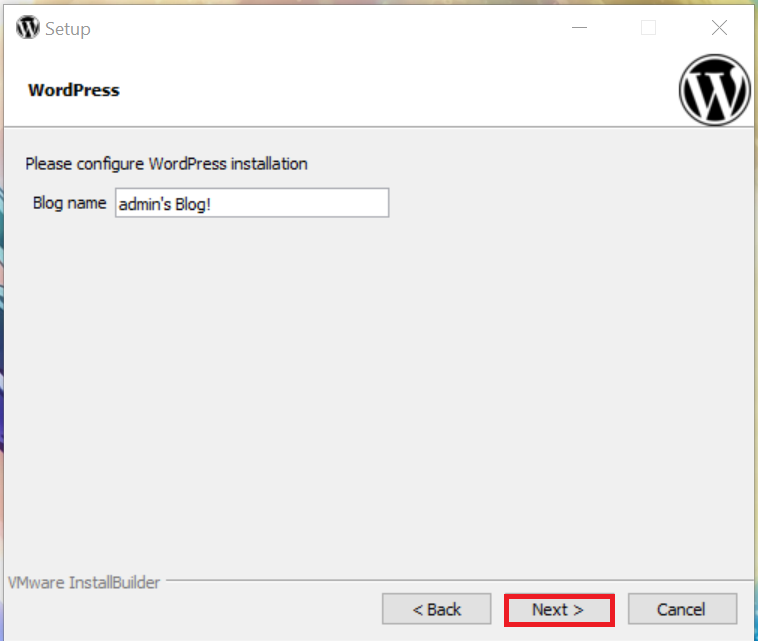 Setup
WordPress
Please configure WordPress installation
Blog name admin's Blog!
VMware InstallBuilder
< Back Next > Cancel